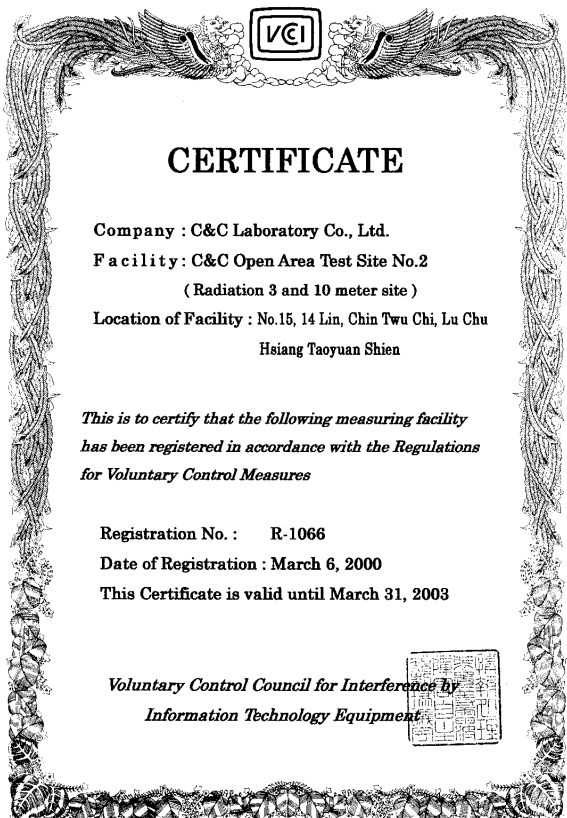 VCCI
CERTIFICATE
Company : C&C Laboratory Co., Ltd.
Facility: C&C Open Area Test Site No.2
( Radiation 3 and 10 meter site )
Location of Facility : No.15, 14 Lin, Chin Twu Chi, Lu Chu
Hsiang Taoyuan Shien
This is to certify that the following measuring facility
has been registered in accordance with the Regulations
for Voluntary Control Measures
Registration No. : R-1066
Date of Registration : March 6, 2000
This Certificate is valid until March 31, 2003
Voluntary Control Council for Interference by
Information Technology Equipment